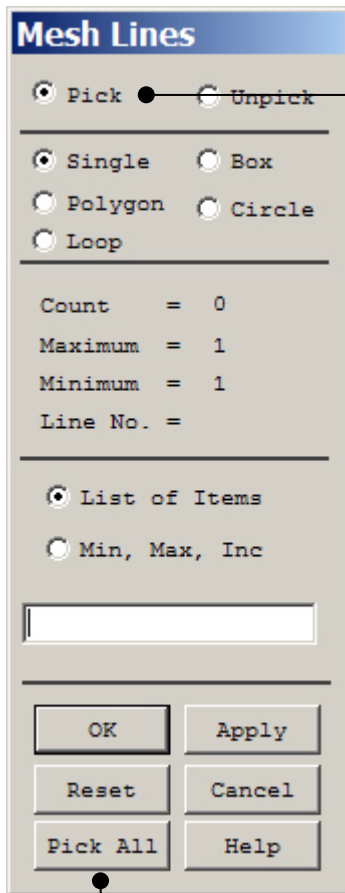 Mesh Lines
Pick Unpick
Single Box
Polygon Circle
Loop
Count = 0
Maximum = 1
Minimum = 1
Line No. =
List of Items
Min, Max, Inc
OK Apply
Reset Cancel
Pick All Help